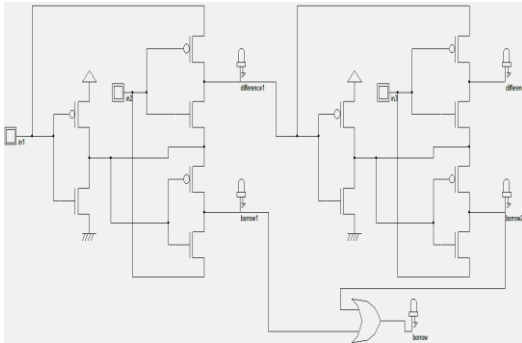 in1
in2
difference1
borrow1
in3
differen
borrow2
borrow